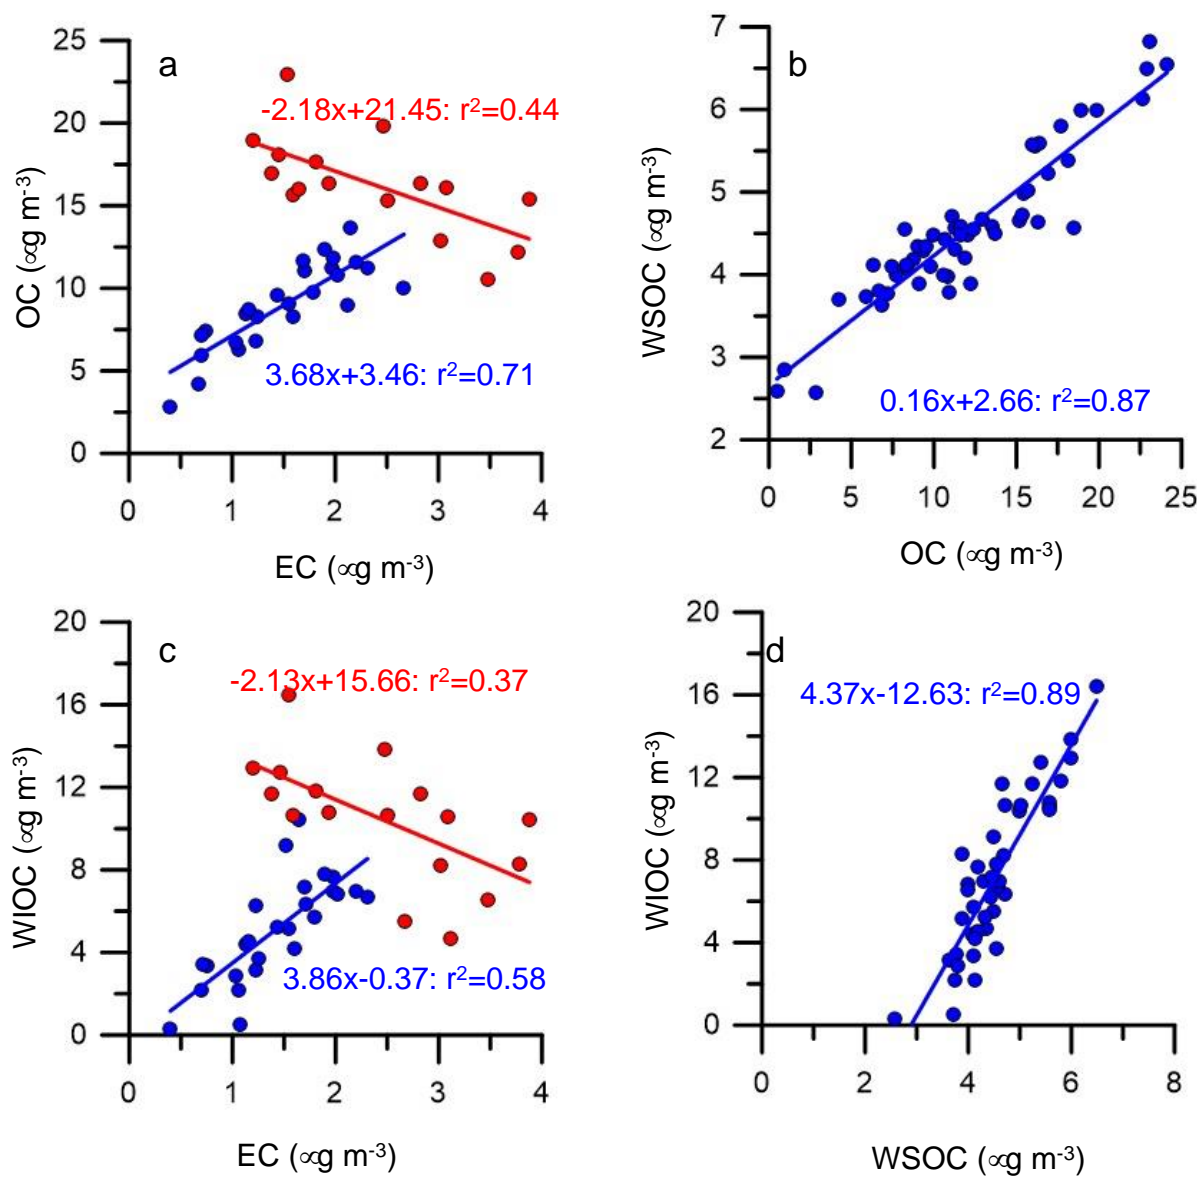 a
25
20
15
10
5
0
OC (∝g m-3)
-2.18x+21.45: r2=0.44
3.68x+3.46: r2=0.71
0 1 2 3 4
EC (∝g m-3)
b
7
6
5
4
3
2
WSOC (∝g m-3)
0.16x+2.66: r2=0.87
0 5 10 15 20 25
OC (∝g m-3)
c
20
16
12
8
4
0
WIOC (∝g m-3)
-2.13x+15.66: r2=0.37
3.86x-0.37: r2=0.58
0 1 2 3 4
EC (∝g m-3)
d
20
16
12
8
4
0
WIOC (∝g m-3)
4.37x-12.63: r2=0.89
0 2 4 6 8
WSOC (∝g m-3)